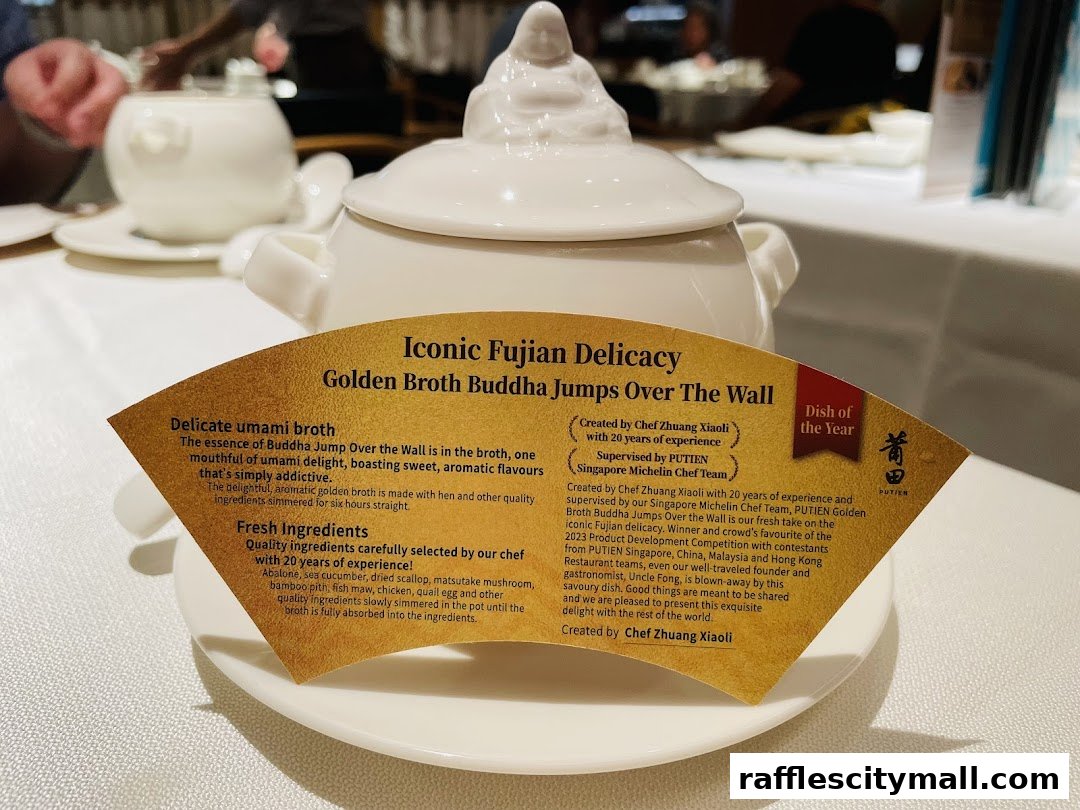 Iconic Fujian Delicacy
Golden Broth Buddha Jumps Over The Wall
Delicate umami broth
The essence of Buddha Jump Over the Wall is in the broth, one
mouthful of umami delight, boasting sweet, aromatic flavours
that's simply addictive.
The delightful, aromatic golden broth is made with hen and other quality
ingredients simmered for six hours straight.
Fresh Ingredients
Quality ingredients carefully selected by our chef
with 20 years of experience!
Abalone, sea cucumber, dried scallop, matsutake mushroom,
bamboo pith, fish maw, chicken, quail egg and other
quality ingredients slowly simmered in the pot until the
broth is fully absorbed into the ingredients.
Created by Chef Zhuang Xiaoli
with 20 years of experience
Supervised by PUTIEN
Singapore Michelin Chef Team
Created by Chef Zhuang Xiaoli with 20 years of experience and
supervised by our Singapore Michelin Chef Team, PUTIEN Golden
Broth Buddha Jumps Over the Wall is our fresh take on the
iconic Fujian delicacy. Winner and crowd's favourite of the
2023 Product Development Competition with contestants
from PUTIEN Singapore, China, Malaysia and Hong Kong
Restaurant teams, even our well-traveled founder and
gastronomist, Uncle Fong, is blown-away by this
savoury dish. Good things are meant to be shared
and we are pleased to present this exquisite
delight with the rest of the world.
Created by Chef Zhuang Xiaoli
Dish of
the Year
莆田
PUTIEN
rafflescitymall.com